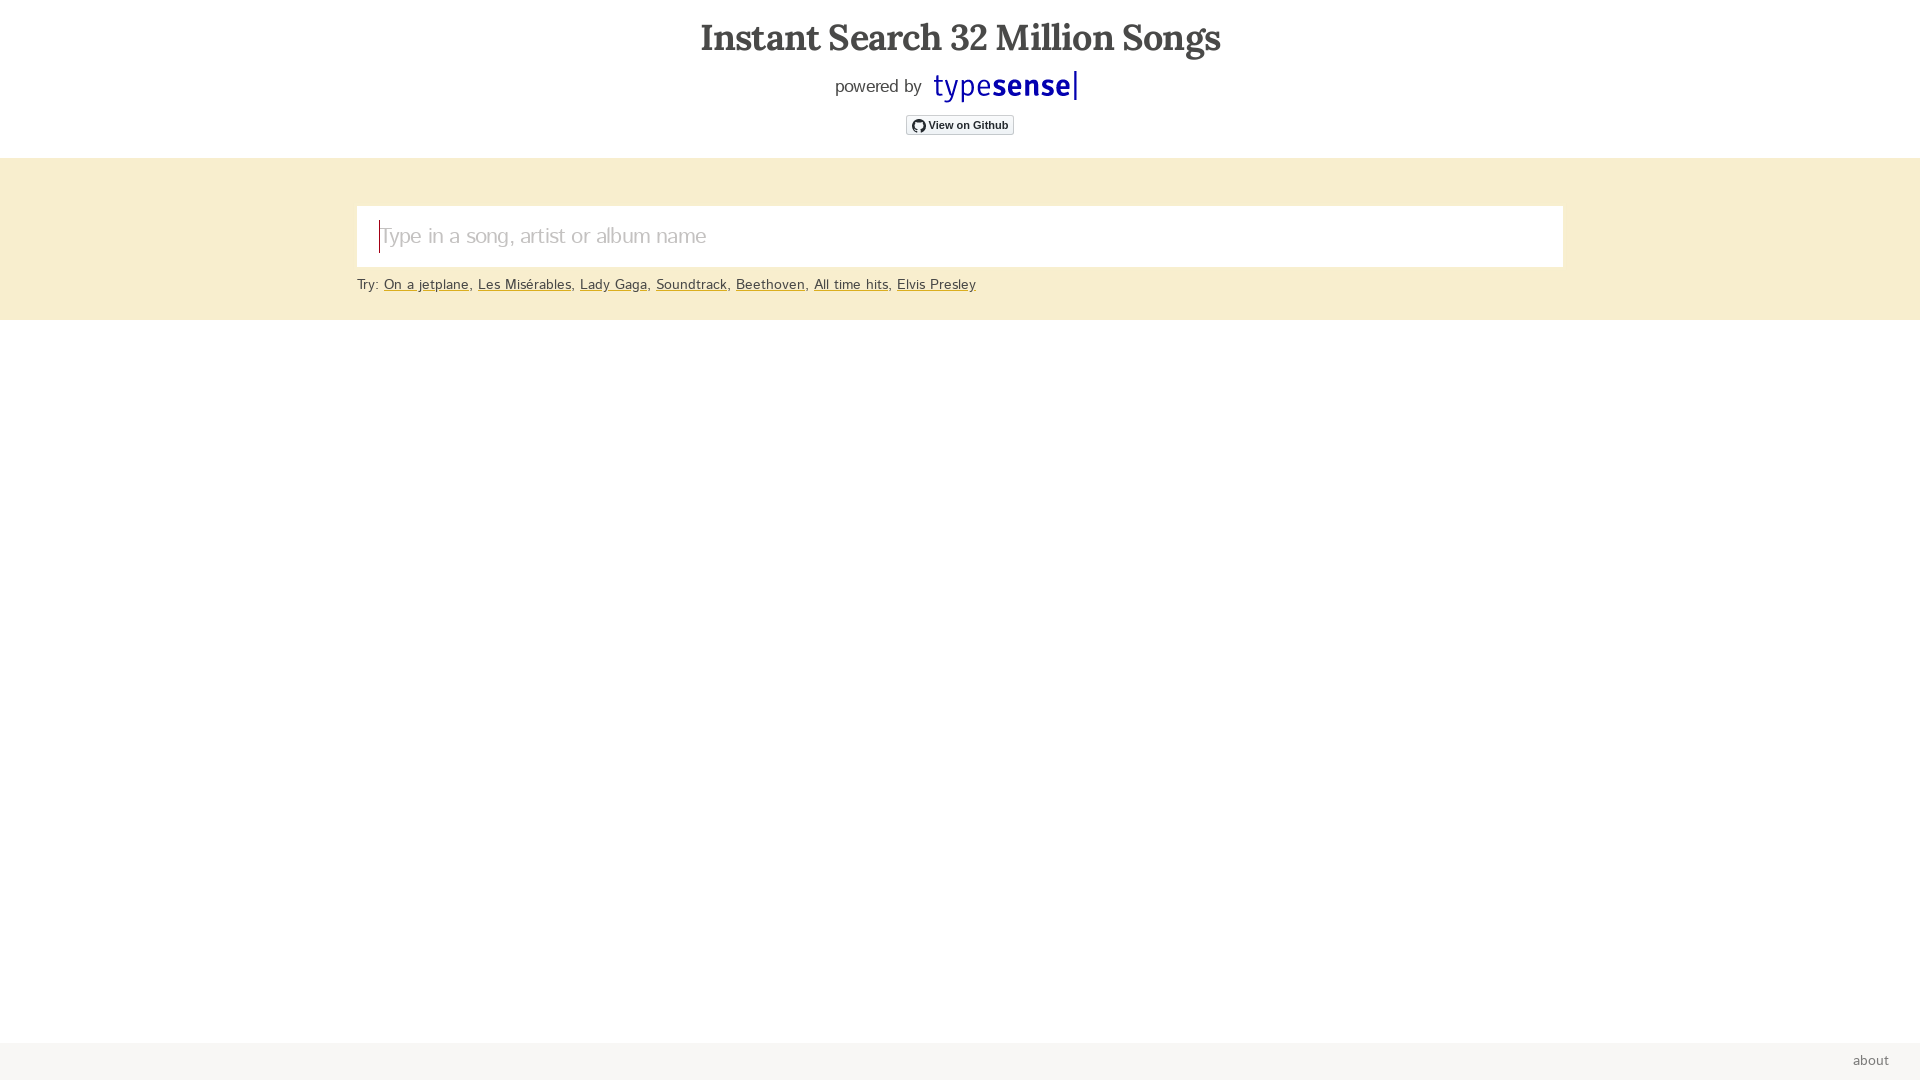 Instant Search 32 Million Songs
powered by typesense
View on Github
Type in a song, artist or album name
Try: On a jetplane, Les Misérables, Lady Gaga, Soundtrack, Beethoven, All time hits, Elvis Presley
about